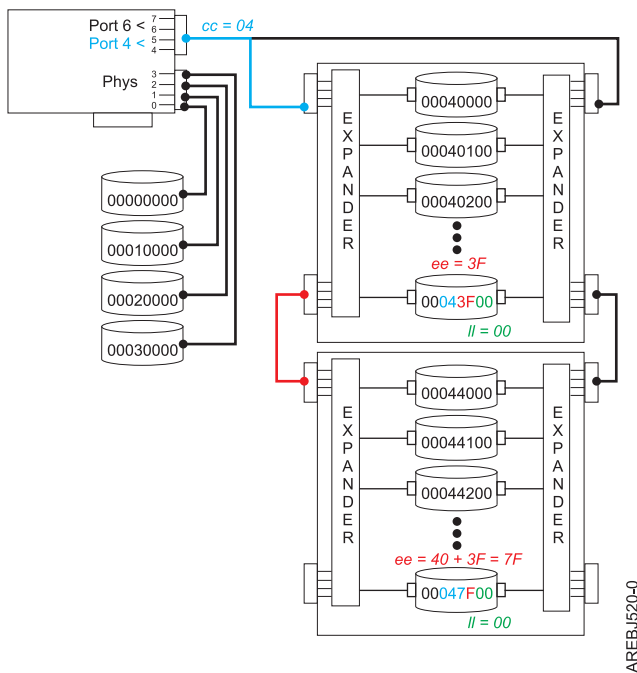 Port 6 <
Port 4 <
7
6
5
4
cc = 04
Phys
3
2
1
0
00000000
00010000
00020000
00030000
EXPANDER
00040000
00040100
00040200
ee = 3F
00043F00
ll = 00
EXPANDER
EXPANDER
00044000
00044100
00044200
ee = 40 + 3F = 7F
00047F00
ll = 00
EXPANDER
AREBJ520-0